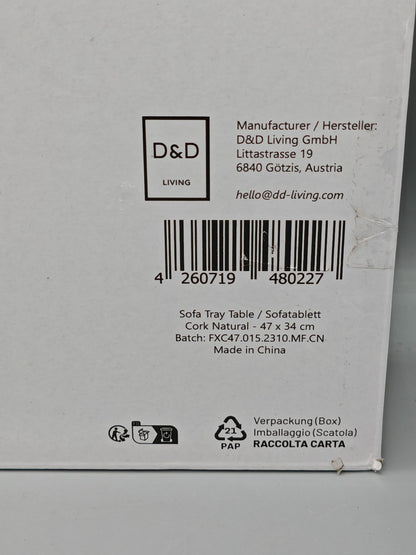 D&D
LIVING
Manufacturer / Hersteller:
D&D Living GmbH
Littastrasse 19
6840 Götzis, Austria
hello@dd-living.com
4 260719 480227
Sofa Tray Table / Sofatablett
Cork Natural - 47 x 34 cm
Batch: FXC47.015.2310.MF.CN
Made in China
21
PAP
Verpackung (Box)
Imballaggio (Scatola)
RACCOLTA CARTA